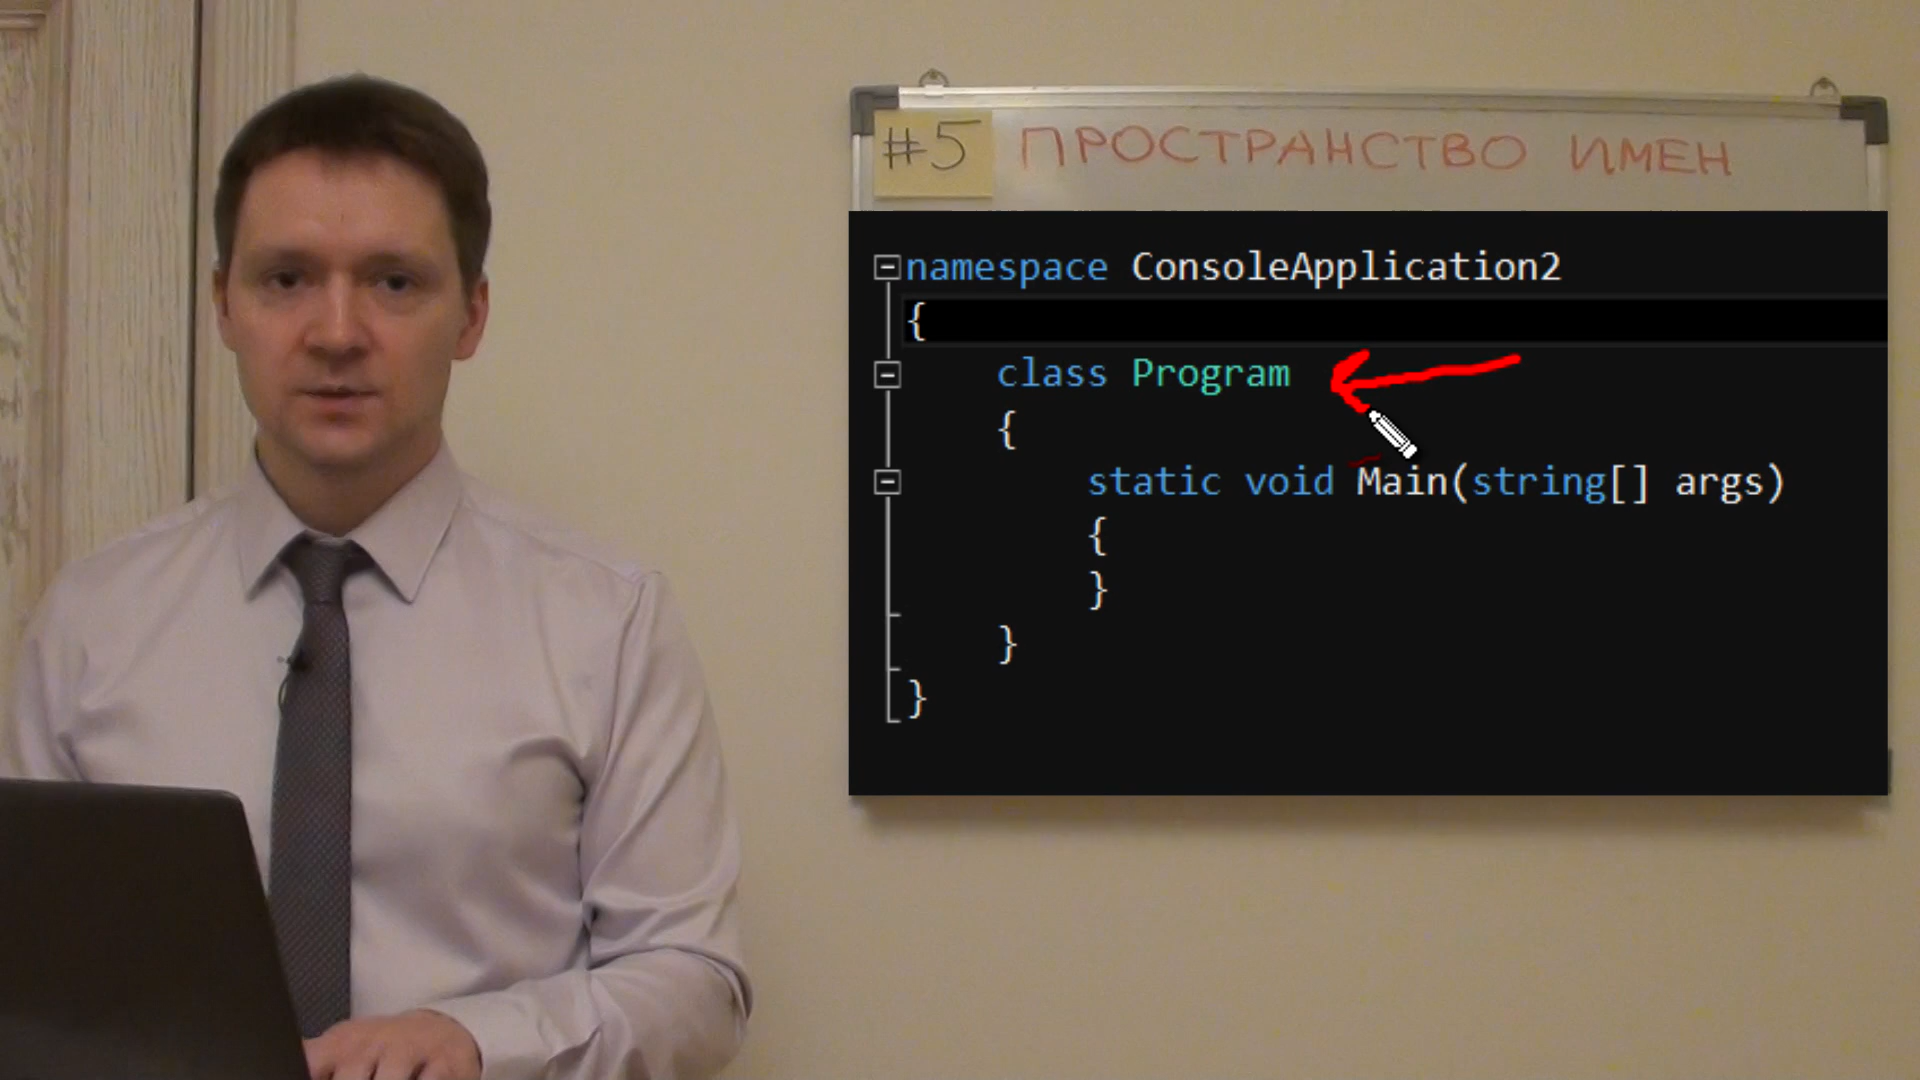 #5 ПРОСТРАНСТВО ИМЕН
namespace ConsoleApplication2
{
class Program
{
static void Main(string[] args)
{
}
}
}